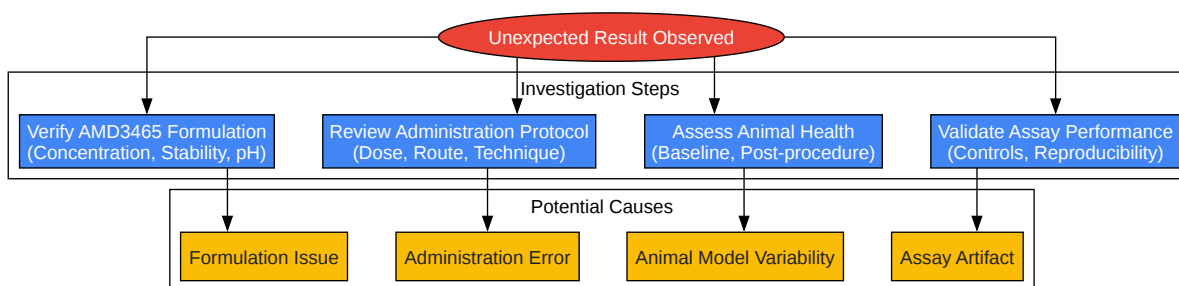 Unexpected Result Observed
Investigation Steps
Verify AMD3465 Formulation
(Concentration, Stability, pH)
Review Administration Protocol
(Dose, Route, Technique)
Assess Animal Health
(Baseline, Post-procedure)
Validate Assay Performance
(Controls, Reproducibility)
Potential Causes
Formulation Issue
Administration Error
Animal Model Variability
Assay Artifact